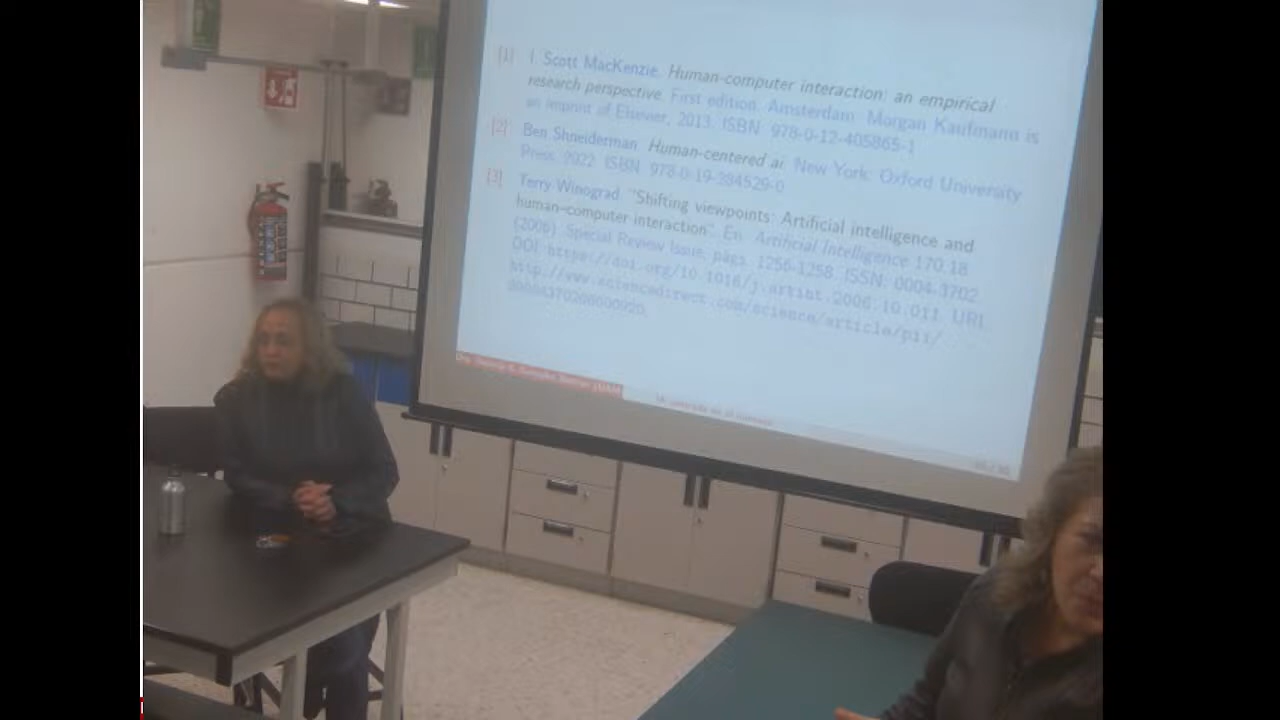 [1] I. Scott MacKenzie. Human-computer interaction: an empirical
research perspective. First edition. Amsterdam: Morgan Kaufmann is
an imprint of Elsevier, 2013. ISBN: 978-0-12-405865-1
[2] Ben Shneiderman. Human-centered ai. New York: Oxford University
Press, 2022. ISBN: 978-0-19-284529-0
[3] Terry Winograd. "Shifting viewpoints: Artificial intelligence and
human–computer interaction". En: Artificial Intelligence 170.18
(2006). Special Review Issue, págs. 1256-1258. ISSN: 0004-3702.
DOI: https://doi.org/10.1016/j.artint.2006.10.011. URL:
http://www.sciencedirect.com/science/article/pii/